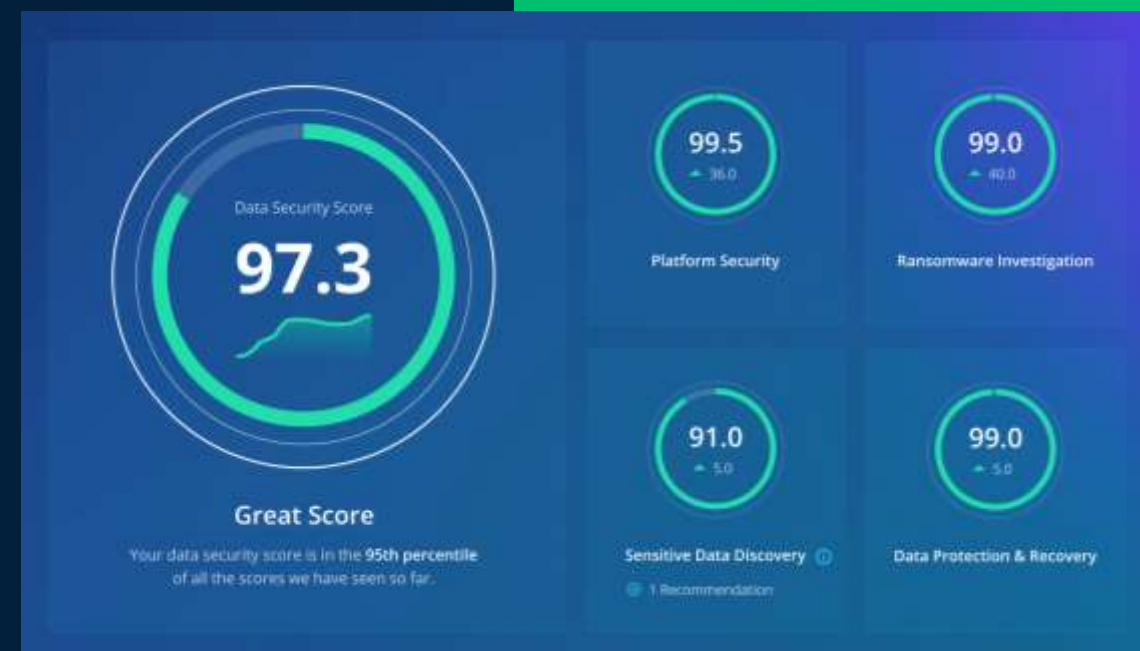 Data Security Score
97.3
Great Score
Your data security score is in the 95th percentile
of all the scores we have seen so far.
99.5
36.0
Platform Security
99.0
40.0
Ransomware Investigation
91.0
5.0
Sensitive Data Discovery
1 Recommendation
99.0
5.0
Data Protection & Recovery